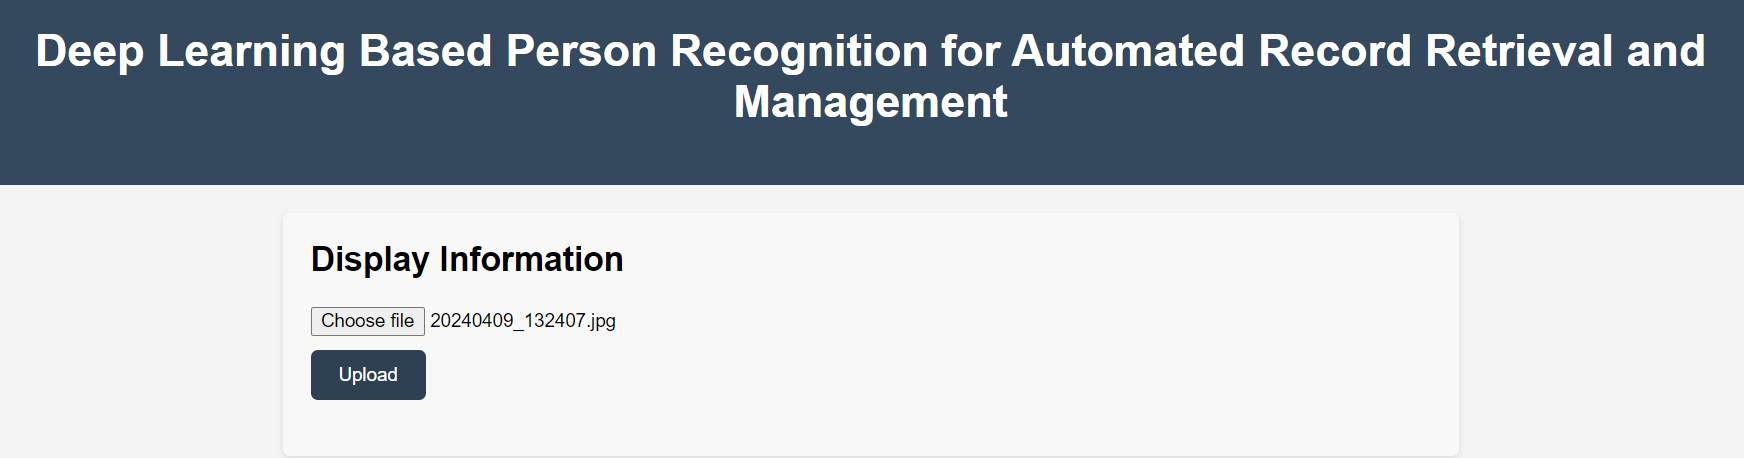 Deep Learning Based Person Recognition for Automated Record Retrieval and
Management
Display Information
Choose file 20240409_132407.jpg
Upload